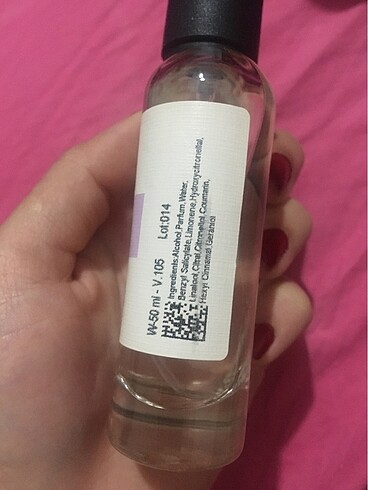 W-50 ml - V.105 Lot:014
Ingredients:Alcohol,Parfum,Water,
Benzyl Salicylate,Limonene,Hydroxycitronellal,
Linalool,Citral,Citronellol,Coumarin,
Hexyl Cinnamal,Geraniol